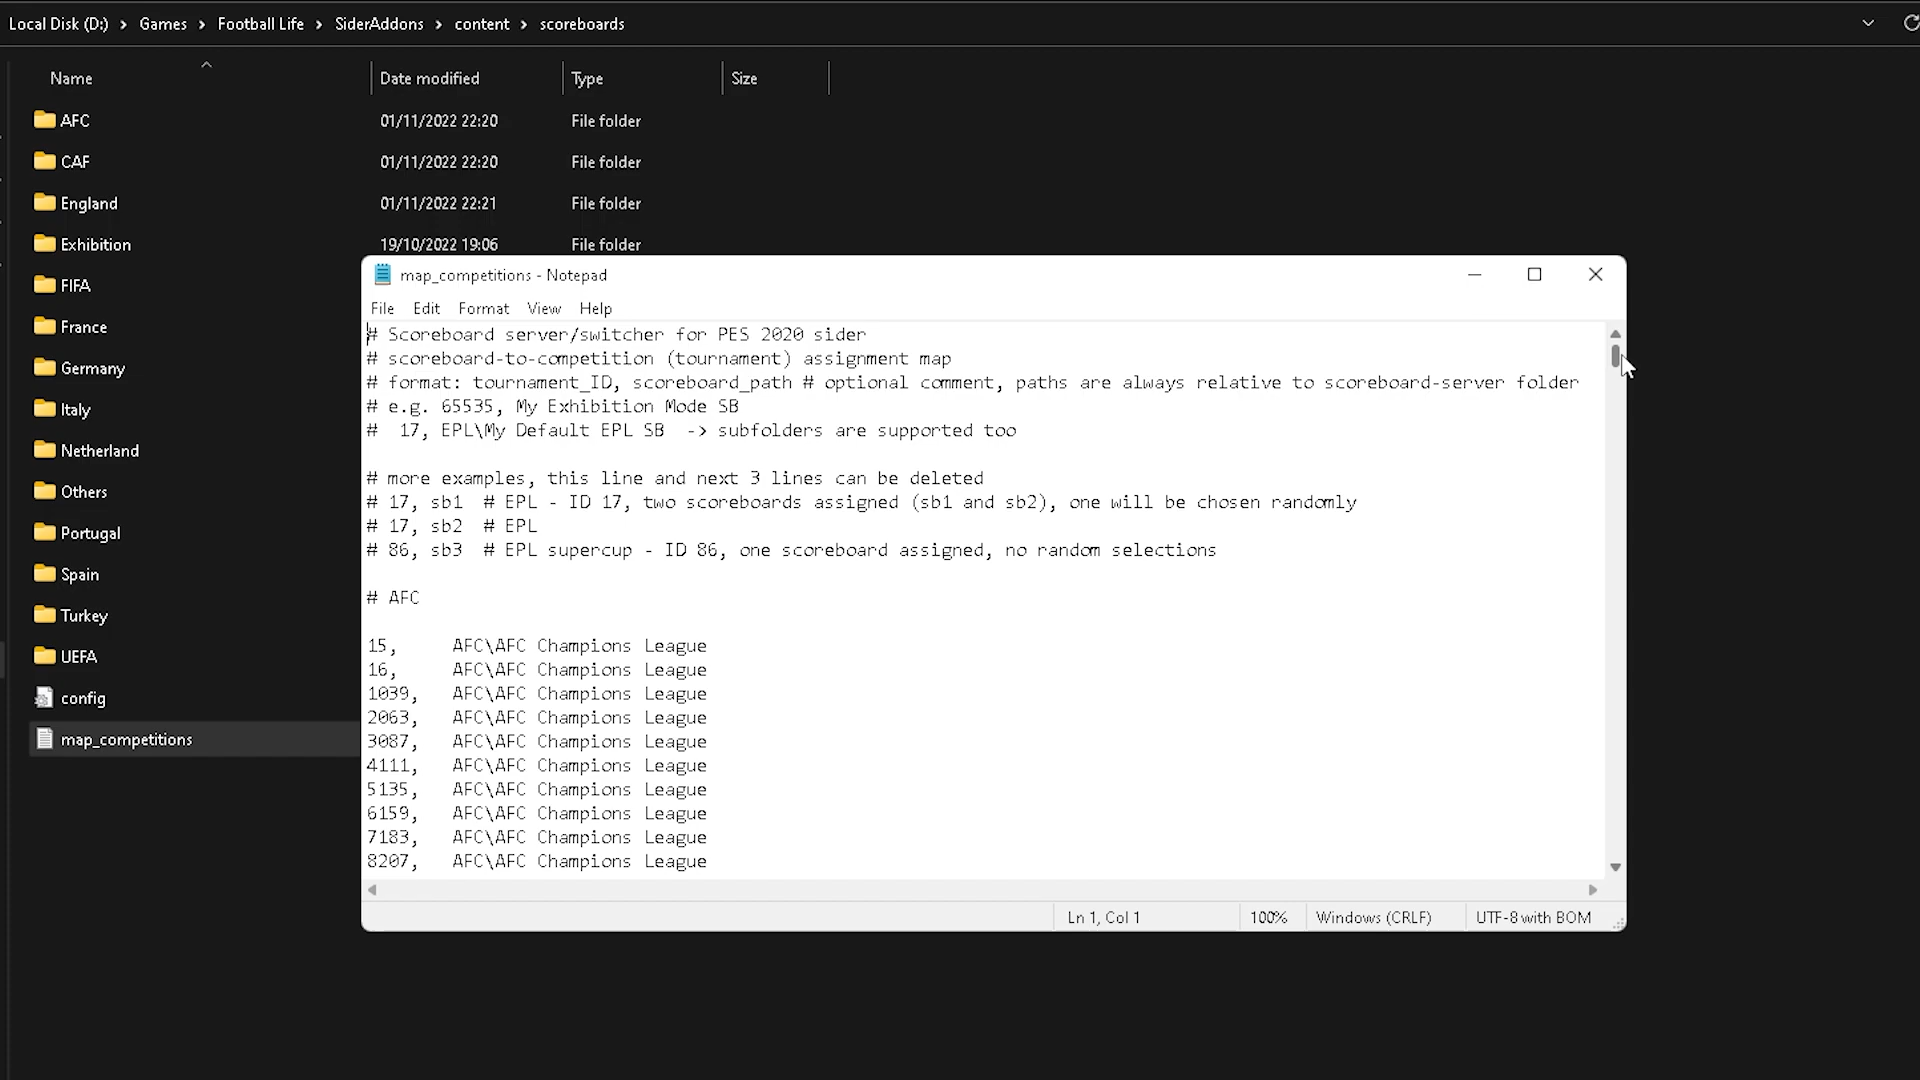 Local Disk (D:) > Games > Football Life > SiderAddons > content > scoreboards
Name Date modified Type Size
AFC 01/11/2022 22:20 File folder
CAF 01/11/2022 22:20 File folder
England 01/11/2022 22:21 File folder
Exhibition 19/10/2022 19:06 File folder
FIFA
France
Germany
Italy
Netherland
Others
Portugal
Spain
Turkey
UEFA
config
map_competitions
map_competitions - Notepad
File Edit Format View Help
# Scoreboard server/switcher for PES 2020 sider
# scoreboard-to-competition (tournament) assignment map
# format: tournament_ID, scoreboard_path # optional comment, paths are always relative to scoreboard-server folder
# e.g. 65535, My Exhibition Mode SB
#  17, EPL\My Default EPL SB  -> subfolders are supported too
# more examples, this line and next 3 lines can be deleted
# 17, sb1  # EPL - ID 17, two scoreboards assigned (sb1 and sb2), one will be chosen randomly
# 17, sb2  # EPL
# 86, sb3  # EPL supercup - ID 86, one scoreboard assigned, no random selections
# AFC
15,     AFC\AFC Champions League
16,     AFC\AFC Champions League
1039,   AFC\AFC Champions League
2063,   AFC\AFC Champions League
3087,   AFC\AFC Champions League
4111,   AFC\AFC Champions League
5135,   AFC\AFC Champions League
6159,   AFC\AFC Champions League
7183,   AFC\AFC Champions League
8207,   AFC\AFC Champions League
Ln 1, Col 1 100% Windows (CRLF) UTF-8 with BOM